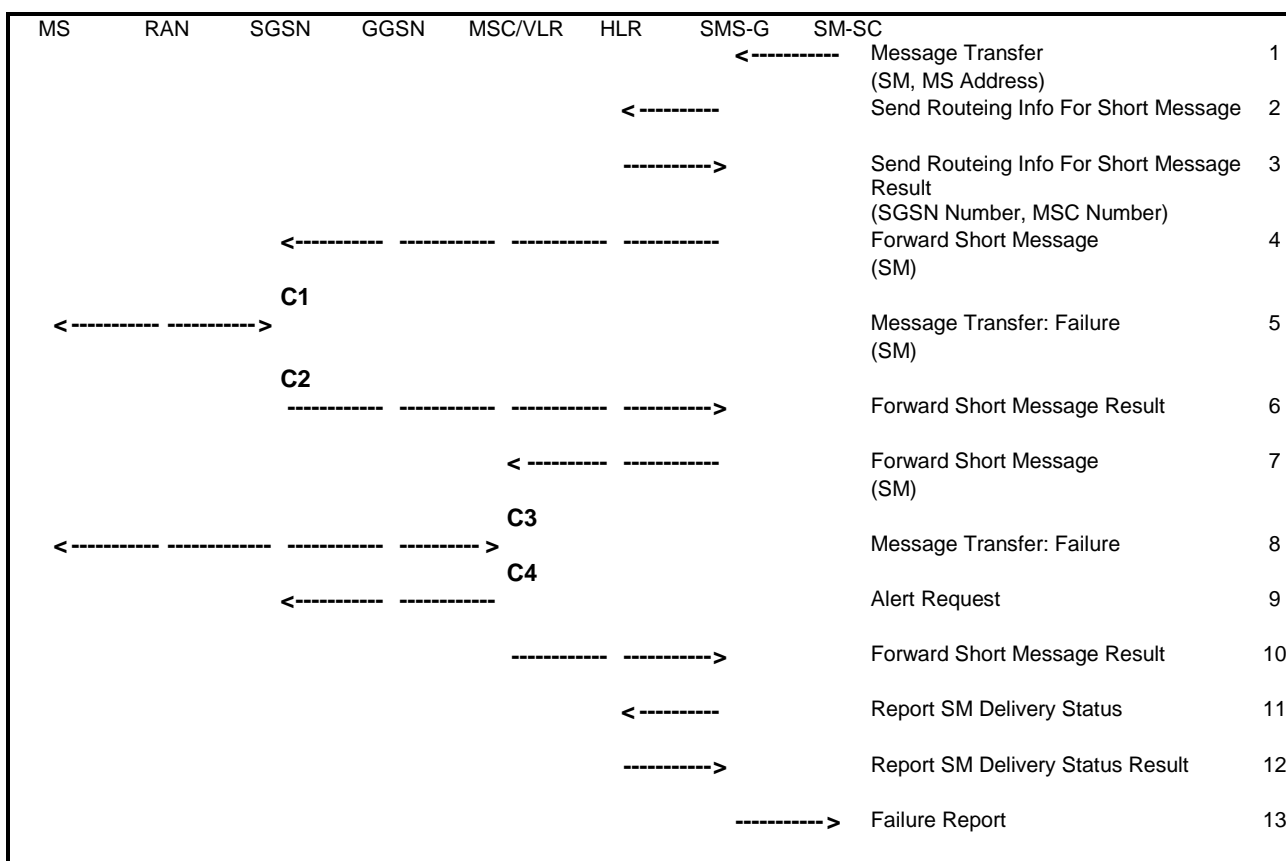 MS RAN SGSN GGSN MSC/VLR HLR SMS-G SM-SC
Message Transfer 1
(SM, MS Address)
Send Routeing Info For Short Message 2
Send Routeing Info For Short Message 3
Result
(SGSN Number, MSC Number)
Forward Short Message 4
(SM)
C1
Message Transfer: Failure 5
(SM)
C2
Forward Short Message Result 6
Forward Short Message 7
(SM)
C3
Message Transfer: Failure 8
C4
Alert Request 9
Forward Short Message Result 10
Report SM Delivery Status 11
Report SM Delivery Status Result 12
Failure Report 13